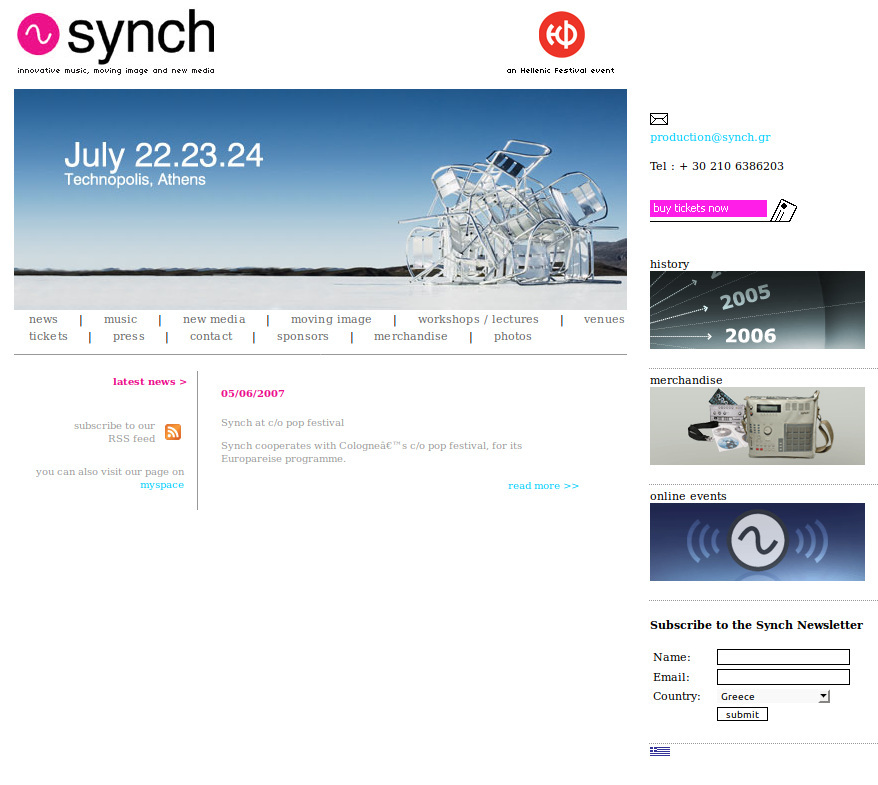 synch
innovative music, moving image and new media
an Hellenic Festival event
July 22.23.24
Technopolis, Athens
news | music | new media | moving image | workshops / lectures | venues
tickets | press | contact | sponsors | merchandise | photos
latest news >
subscribe to our
RSS feed
you can also visit our page on
myspace
05/06/2007
Synch at c/o pop festival
Synch cooperates with Cologneâ€™s c/o pop festival, for its
Europareise programme.
read more >>
production@synch.gr
Tel : + 30 210 6386203
buy tickets now
history
2005
2006
merchandise
online events
Subscribe to the Synch Newsletter
Name:
Email:
Country: Greece
submit